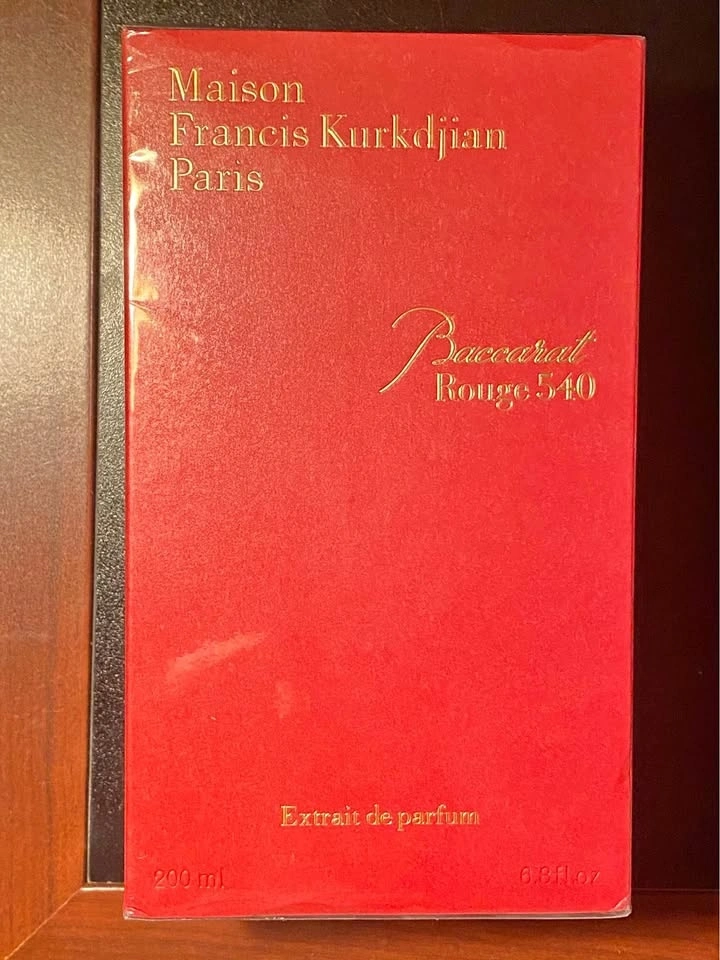 Maison
Francis Kurkdjian
Paris
Baccarat
Rouge 540
Extrait de parfum
200 ml 6.8 fl.oz